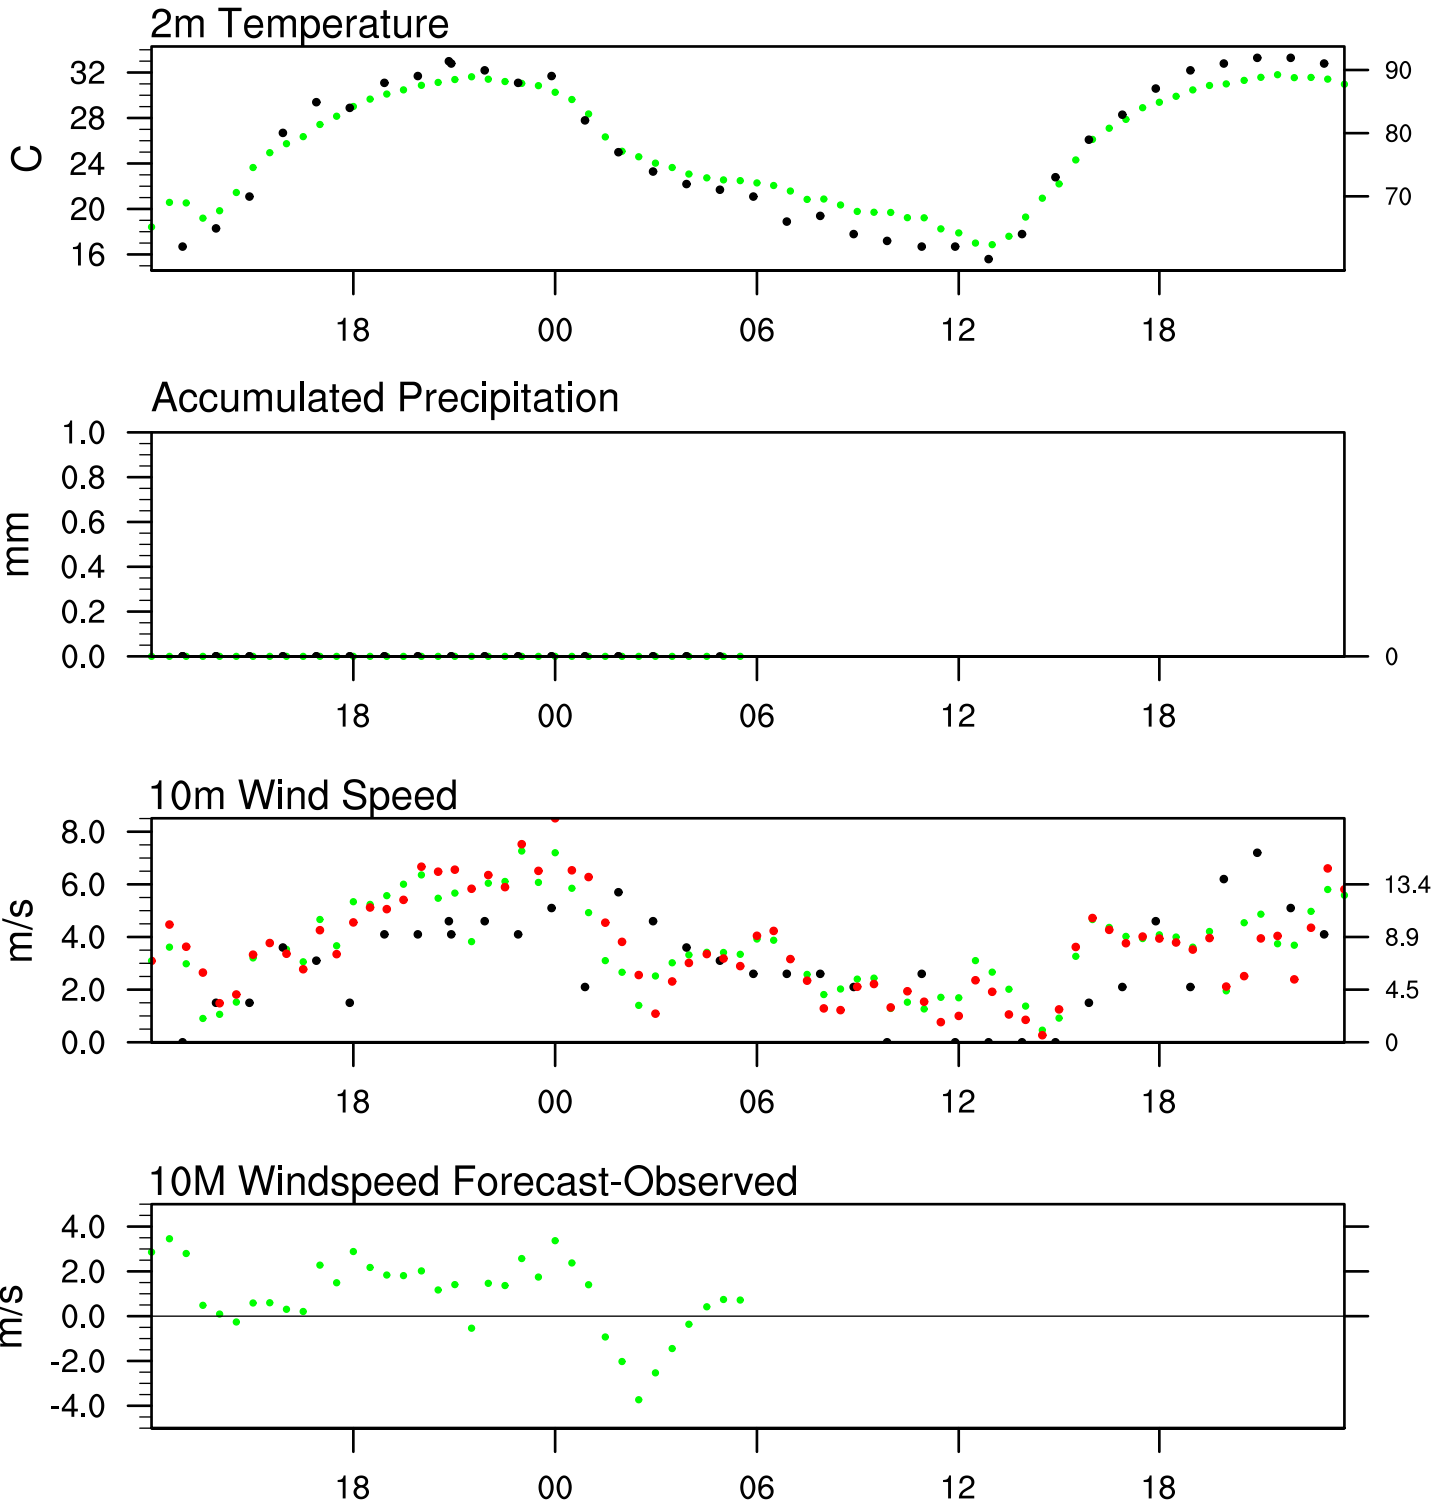 2m Temperature
C
32
28
24
20
16
90
80
70
18 00 06 12 18
Accumulated Precipitation
mm
1.0
0.8
0.6
0.4
0.2
0.0
0
18 00 06 12 18
10m Wind Speed
m/s
8.0
6.0
4.0
2.0
0.0
13.4
8.9
4.5
0
18 00 06 12 18
10M Windspeed Forecast-Observed
m/s
4.0
2.0
0.0
-2.0
-4.0
18 00 06 12 18